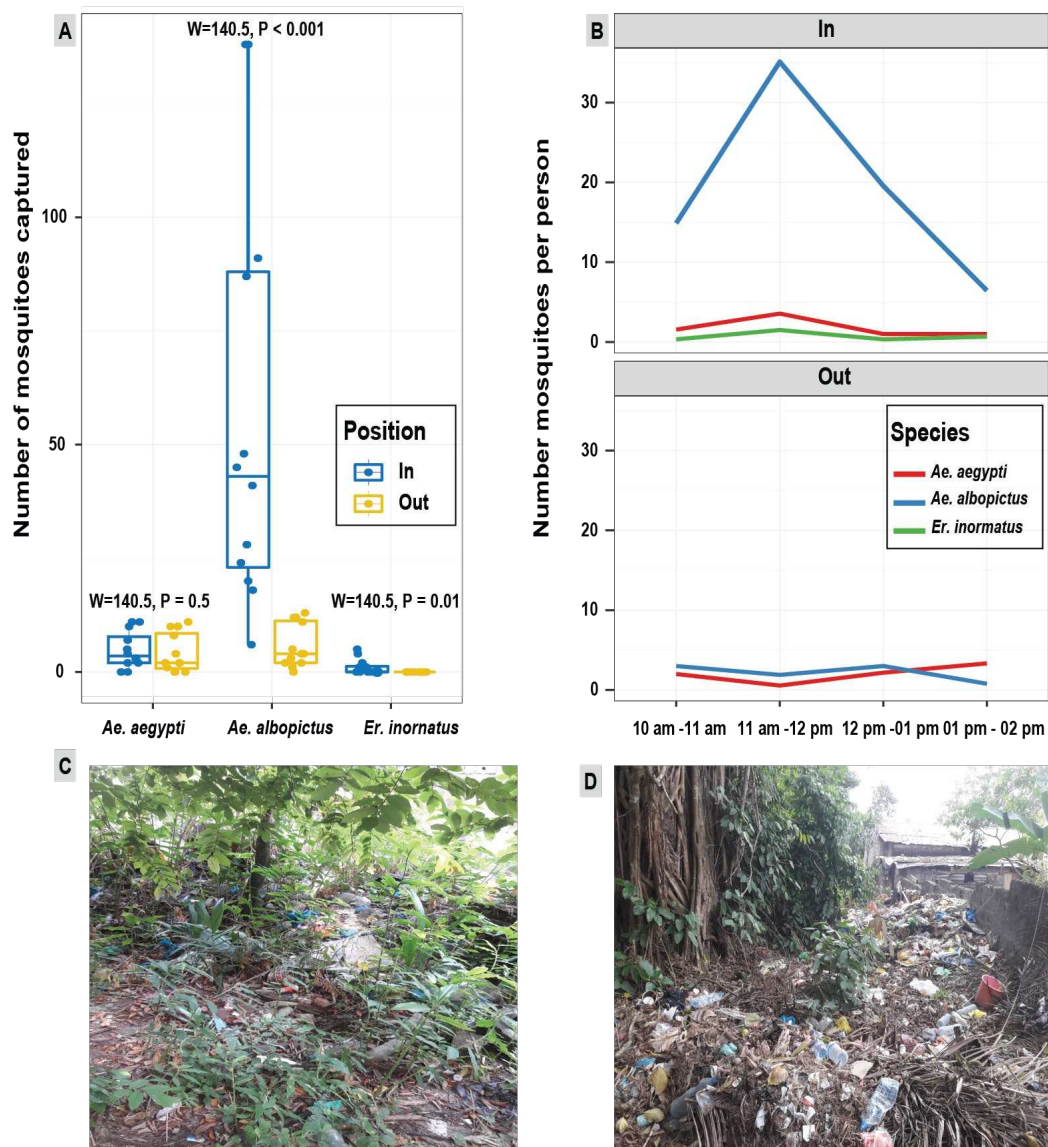 A
W=140.5, P < 0.001
Number of mosquitoes captured
100
50
0
Position
In
Out
W=140.5, P = 0.5
W=140.5, P = 0.01
Ae. aegypti
Ae. albopictus
Er. inornatus
B
In
Number mosquitoes per person
30
20
10
0
Out
30
20
10
0
Species
Ae. aegypti
Ae. albopictus
Er. inormatus
10 am -11 am
11 am -12 pm
12 pm -01 pm
01 pm - 02 pm
C
D